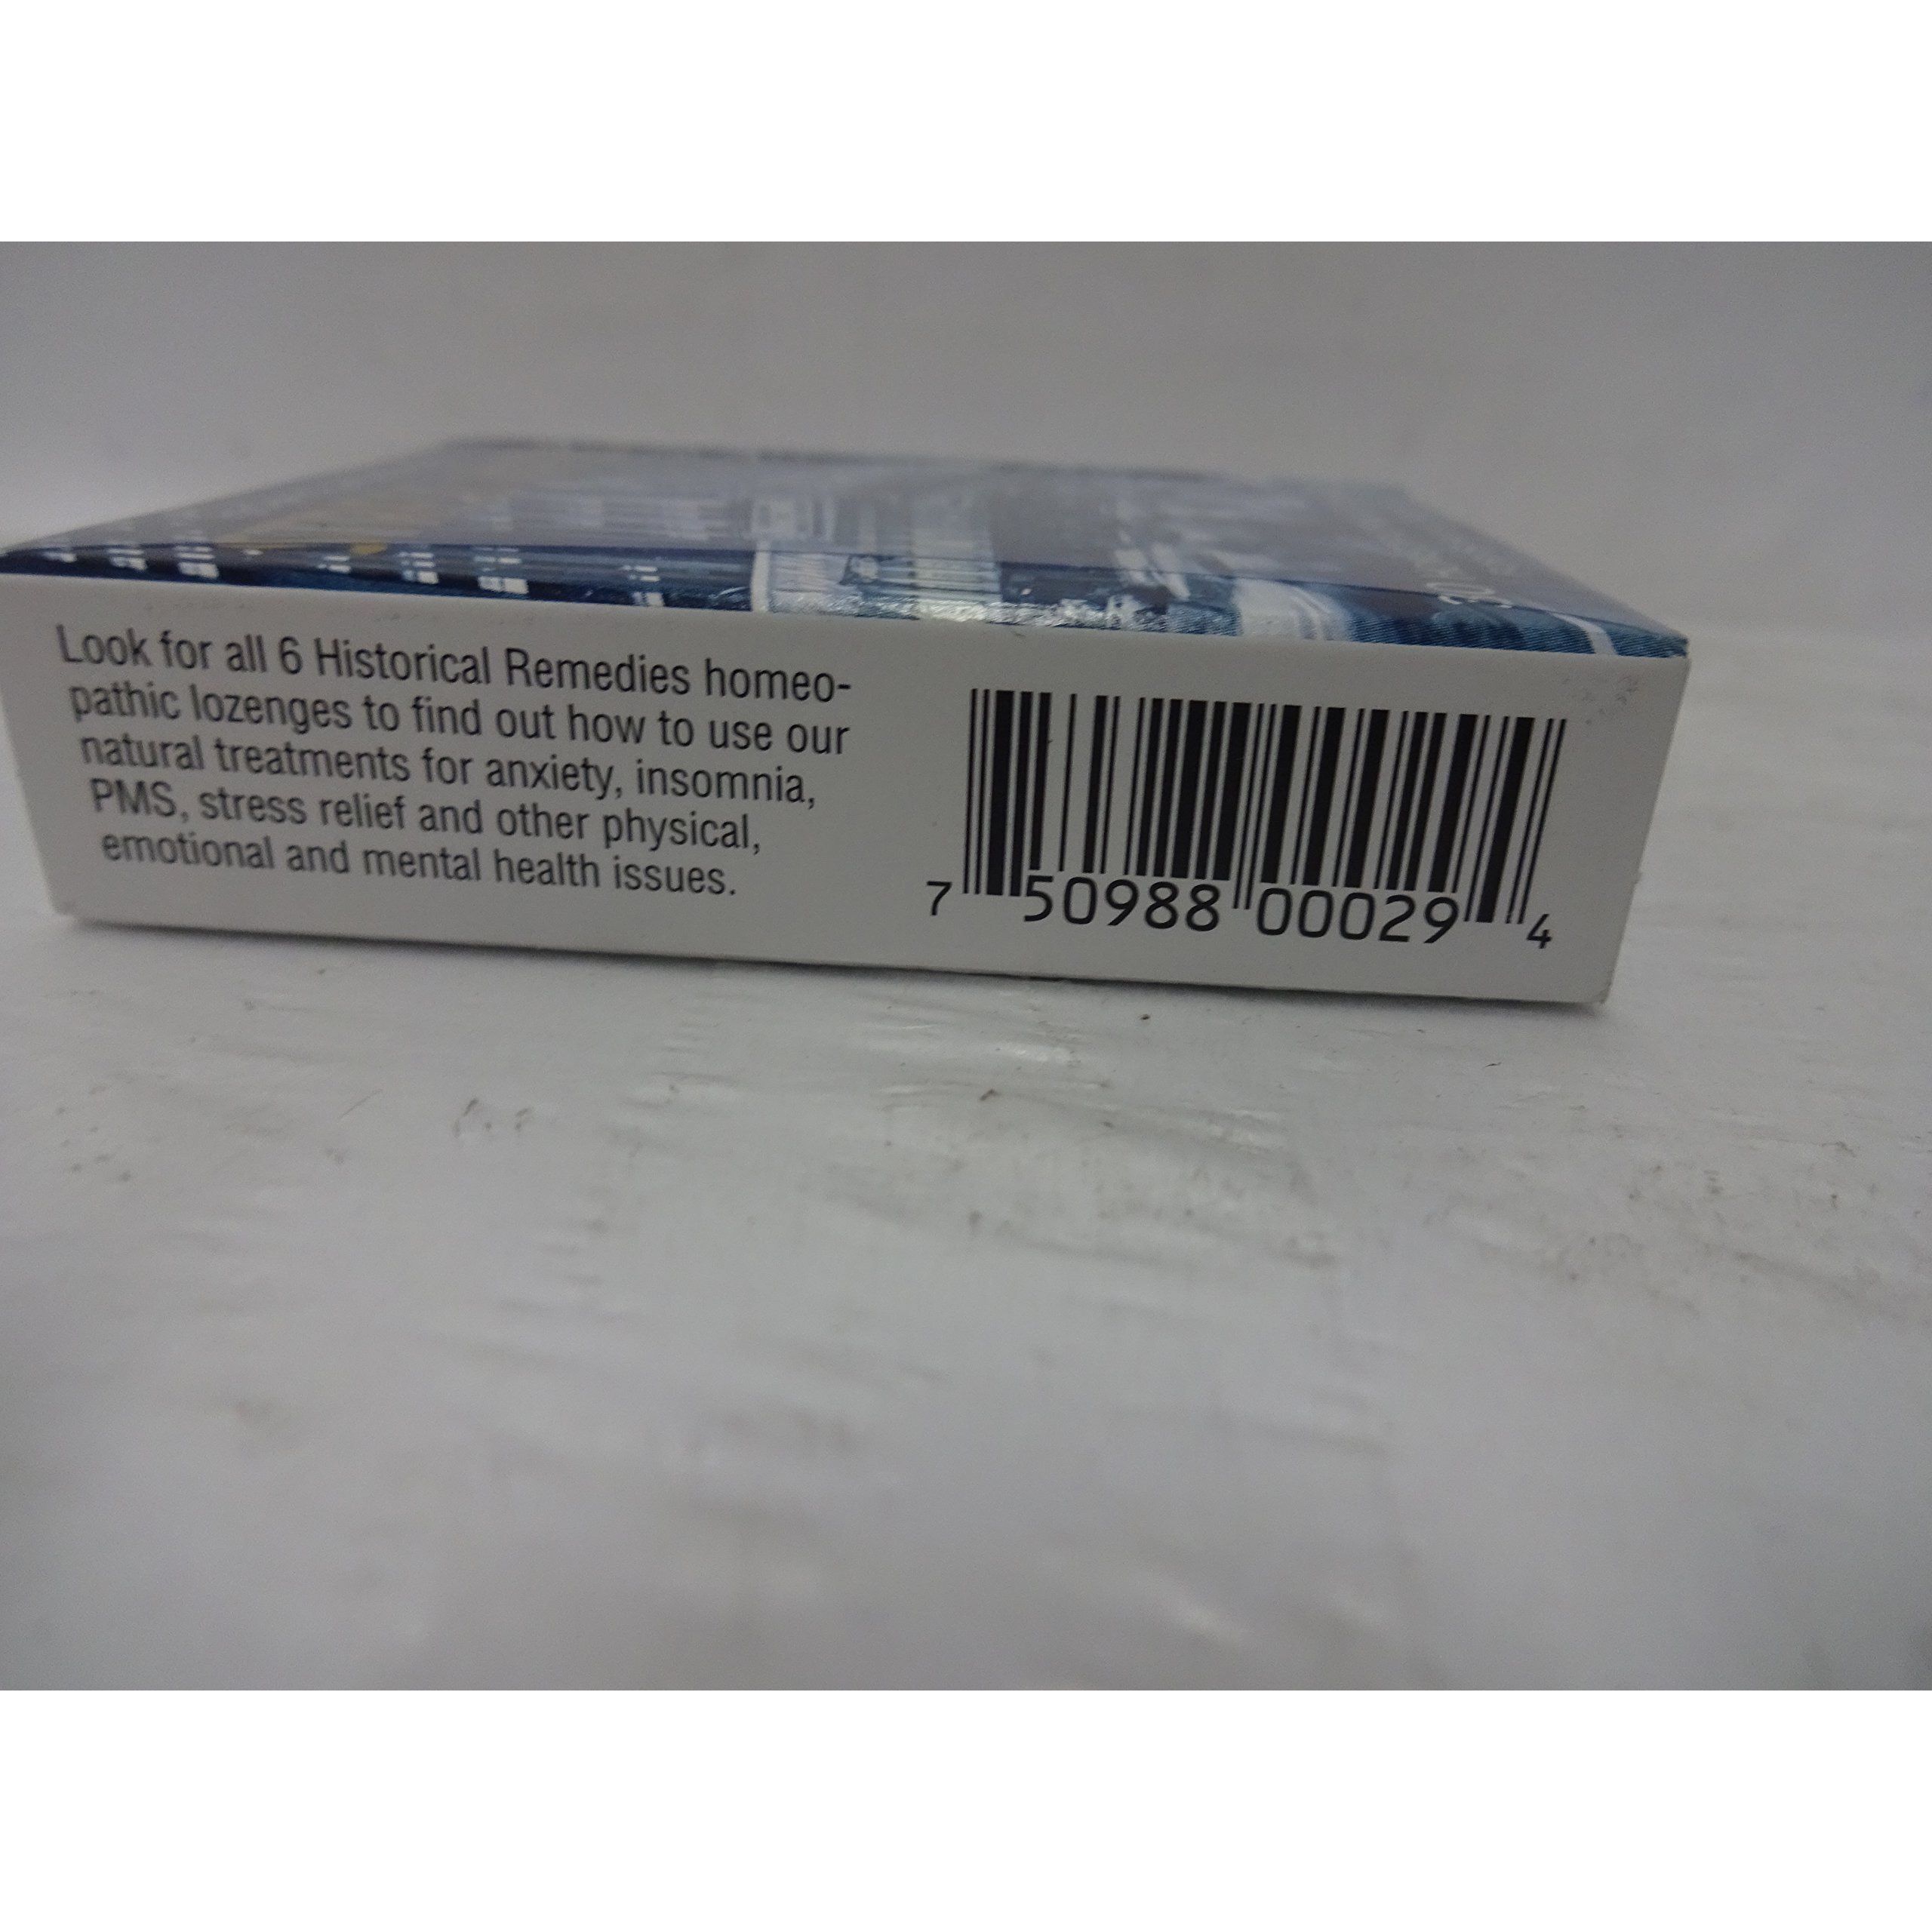 Look for all 6 Historical Remedies homeo-
pathic lozenges to find out how to use our
natural treatments for anxiety, insomnia,
PMS, stress relief and other physical,
emotional and mental health issues.
7 50988 00029 4